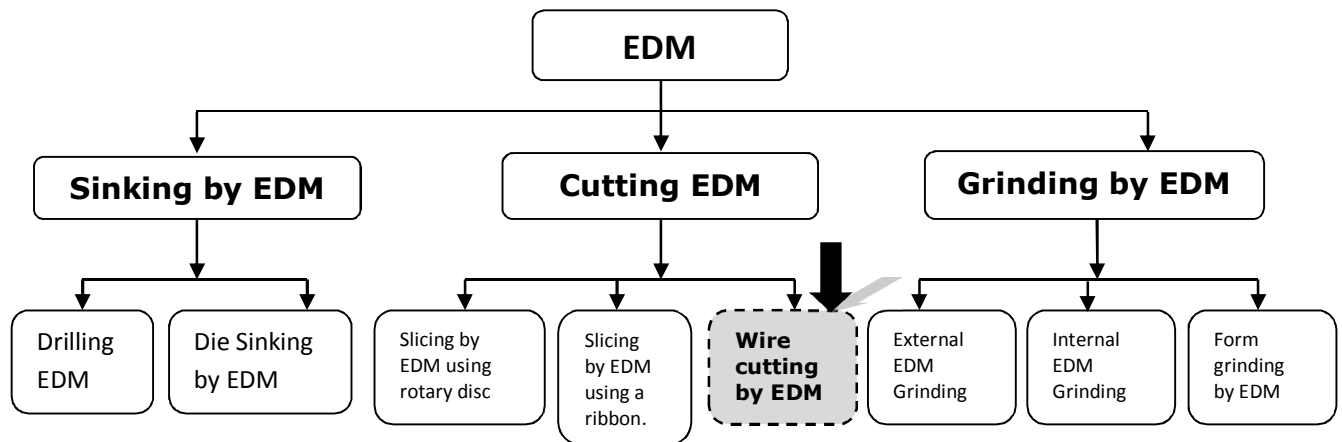 EDM
Sinking by EDM
Cutting EDM
Grinding by EDM
Drilling
EDM
Die Sinking
by EDM
Slicing by
EDM using
rotary disc
Slicing
by EDM
using a
ribbon.
Wire
cutting
by EDM
External
EDM
Grinding
Internal
EDM
Grinding
Form
grinding
by EDM